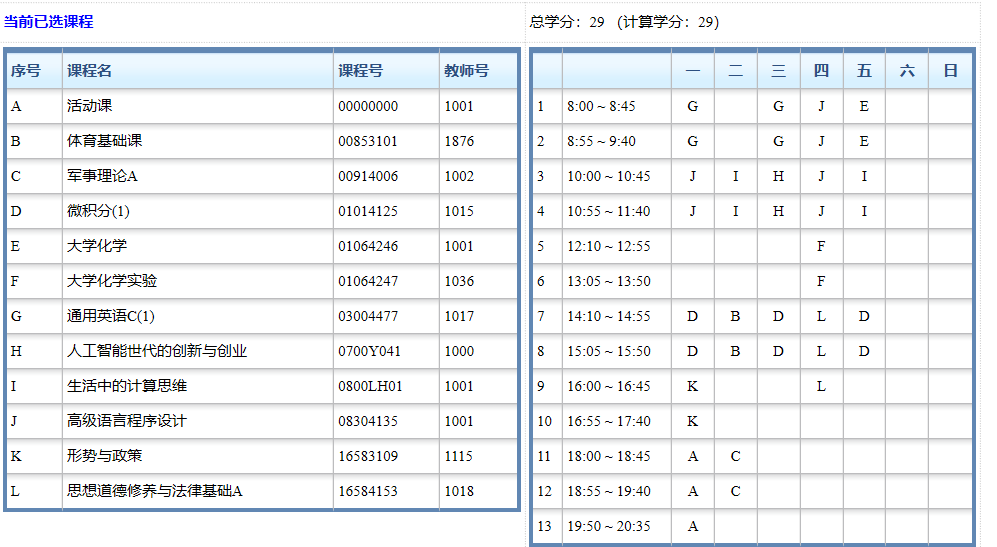 当前已选课程
总学分：29 (计算学分：29)
序号 课程名 课程号 教师号
A 活动课 00000000 1001
B 体育基础课 00853101 1876
C 军事理论A 00914006 1002
D 微积分(1) 01014125 1015
E 大学化学 01064246 1001
F 大学化学实验 01064247 1036
G 通用英语C(1) 03004477 1017
H 人工智能世代的创新与创业 0700Y041 1000
I 生活中的计算思维 0800LH01 1001
J 高级语言程序设计 08304135 1001
K 形势与政策 16583109 1115
L 思想道德修养与法律基础A 16584153 1018
一 二 三 四 五 六 日
1 8:00 ~ 8:45 G G J E
2 8:55 ~ 9:40 G G J E
3 10:00 ~ 10:45 J I H J I
4 10:55 ~ 11:40 J I H J I
5 12:10 ~ 12:55 F
6 13:05 ~ 13:50 F
7 14:10 ~ 14:55 D B D L D
8 15:05 ~ 15:50 D B D L D
9 16:00 ~ 16:45 K L
10 16:55 ~ 17:40 K
11 18:00 ~ 18:45 A C
12 18:55 ~ 19:40 A C
13 19:50 ~ 20:35 A